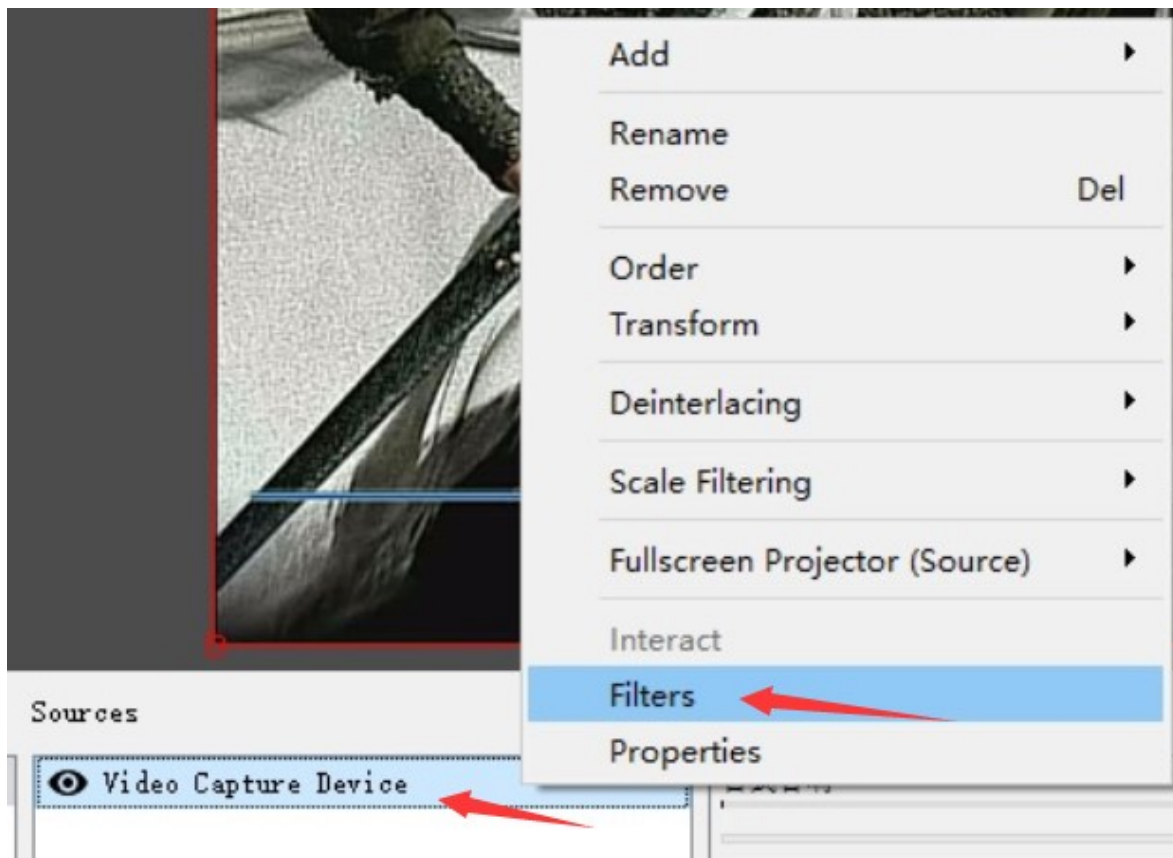 Add
Rename
Remove Del
Order
Transform
Deinterlacing
Scale Filtering
Fullscreen Projector (Source)
Interact
Filters
Properties
Sources
Video Capture Device